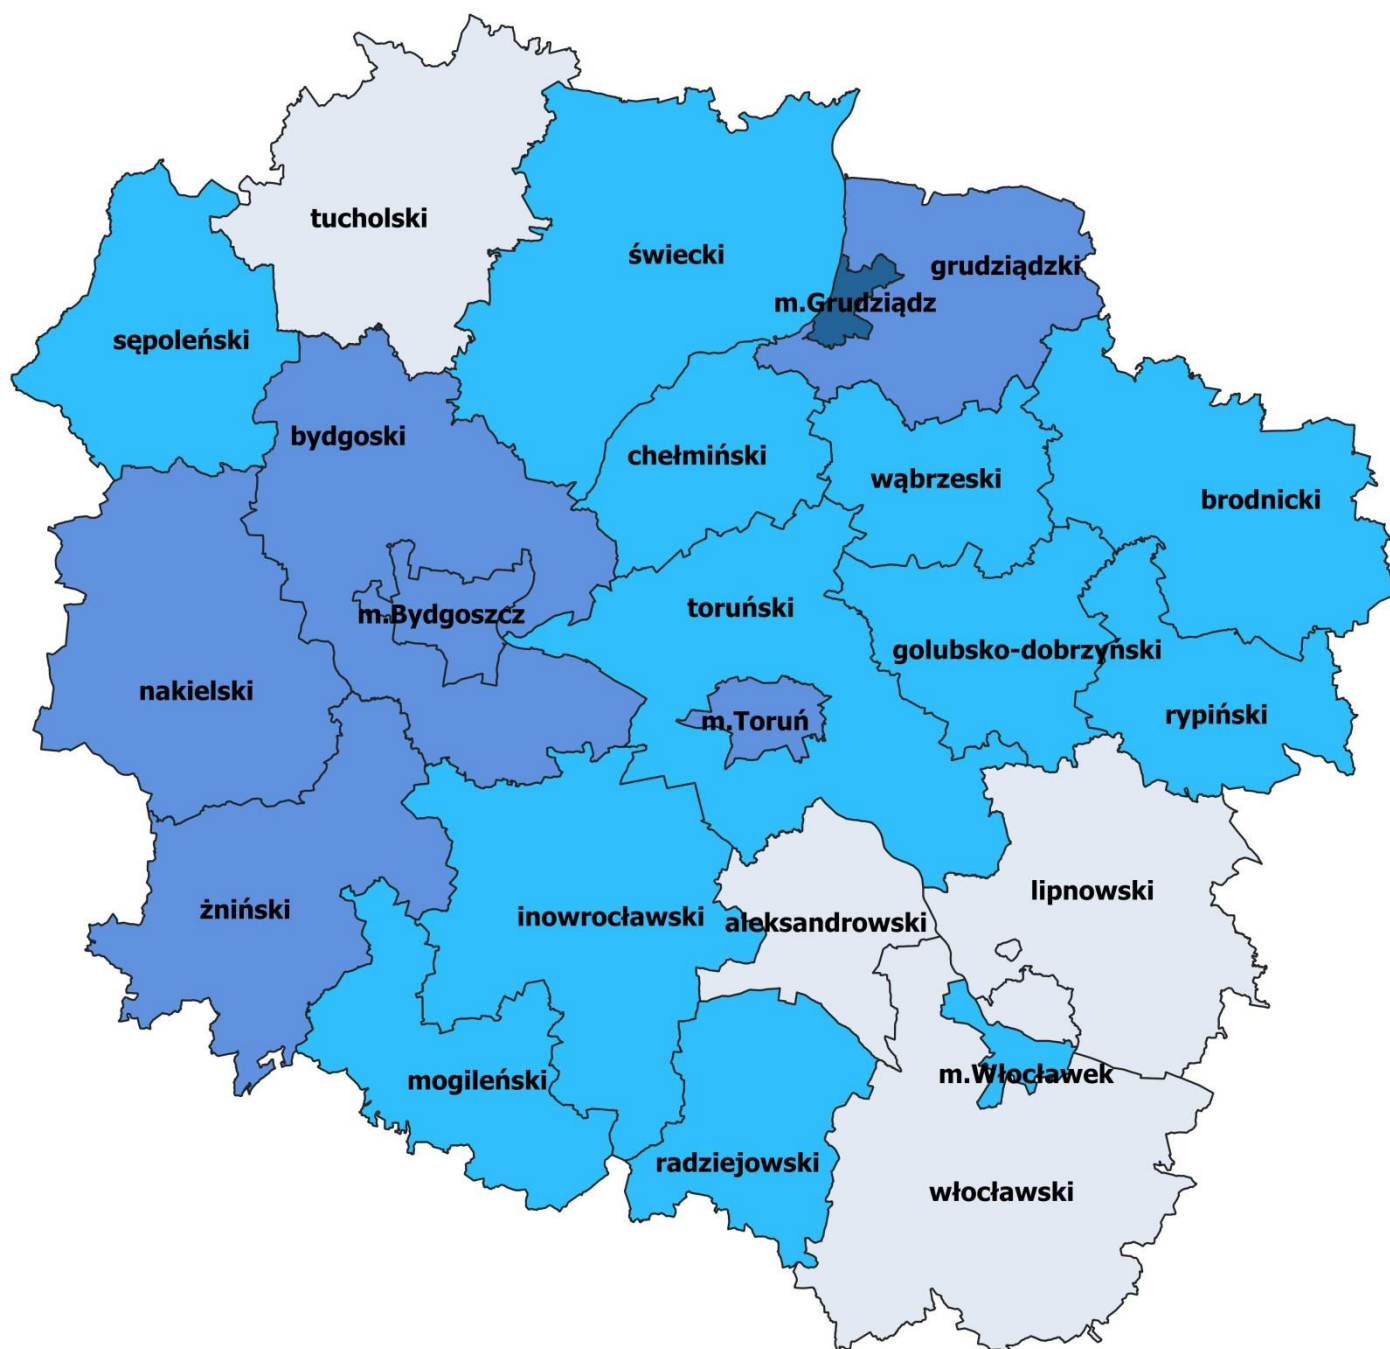 tucholski
świecki
grudziądzki
m.Grudziądz
sępoleński
bydgoski
chełmiński
wąbrzeski
brodnicki
m.Bydgoszcz
toruński
golubsko-dobrzyński
nakielski
rypiński
m.Toruń
lipnowski
żniński
inowrocławski
aleksandrowski
mogileński
m.Włocławek
radziejowski
włocławski